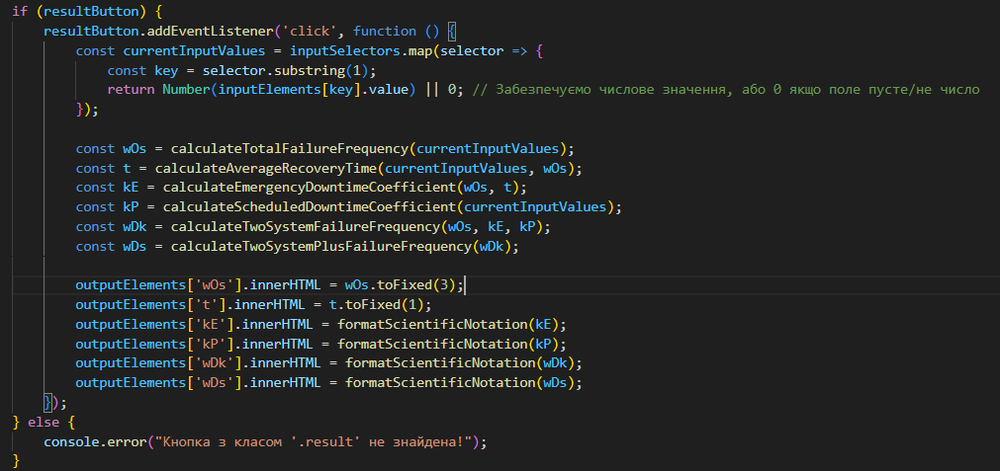 if (resultButton) {
    resultButton.addEventListener('click', function () {
        const currentInputValues = inputSelectors.map(selector => {
            const key = selector.substring(1);
            return Number(inputElements[key].value) || 0; // Забезпечуємо числове значення, або 0 якщо поле пусте/не число
        });

        const wOs = calculateTotalFailureFrequency(currentInputValues);
        const t = calculateAverageRecoveryTime(currentInputValues, wOs);
        const kE = calculateEmergencyDowntimeCoefficient(wOs, t);
        const kP = calculateScheduledDowntimeCoefficient(currentInputValues);
        const wDk = calculateTwoSystemFailureFrequency(wOs, kE, kP);
        const wDs = calculateTwoSystemPlusFailureFrequency(wDk);

        outputElements['wOs'].innerHTML = wOs.toFixed(3);
        outputElements['t'].innerHTML = t.toFixed(1);
        outputElements['kE'].innerHTML = formatScientificNotation(kE);
        outputElements['kP'].innerHTML = formatScientificNotation(kP);
        outputElements['wDk'].innerHTML = formatScientificNotation(wDk);
        outputElements['wDs'].innerHTML = formatScientificNotation(wDs);
    });
} else {
    console.error("Кнопка з класом '.result' не знайдена!");
}